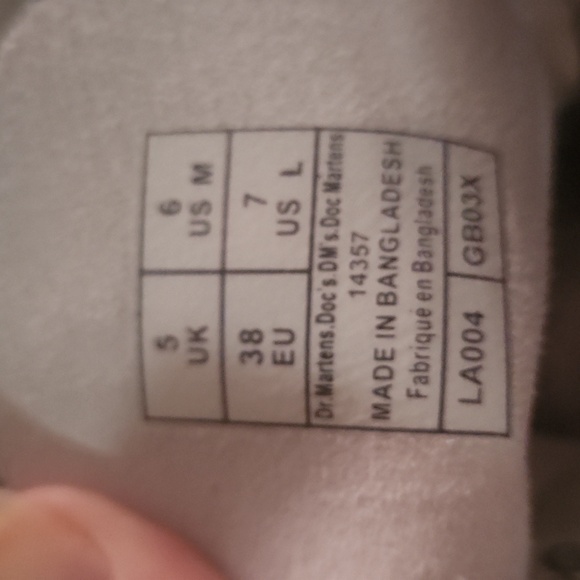 5 UK
6 US M
38 EU
7 US L
Dr.Martens.Doc's.DM's.Doc Martens
14357
MADE IN BANGLADESH
Fabriqué en Bangladesh
LA004 GB03X